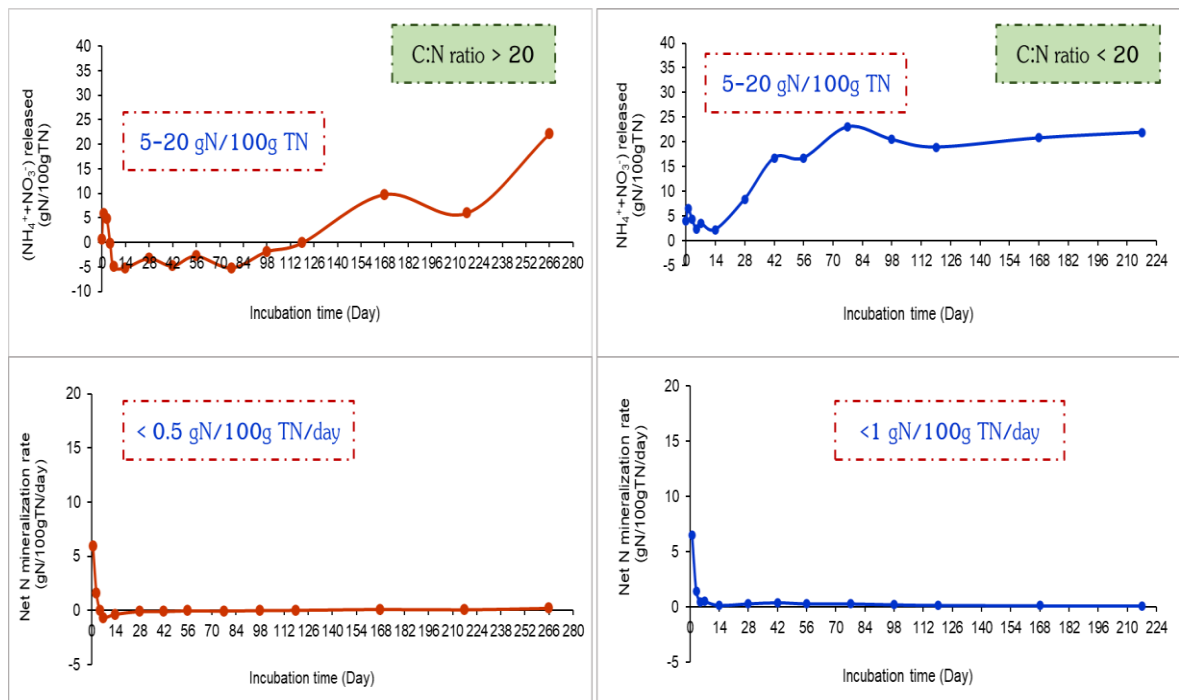 C:N ratio > 20
5-20 gN/100g TN
(NH₄⁺+NO₃⁻) released
(gN/100gTN)
40
35
30
25
20
15
10
5
0
-5
-10
0 14 28 42 56 70 84 98 112 126 140 154 168 182 196 210 224 238 252 266 280
Incubation time (Day)
C:N ratio < 20
5-20 gN/100g TN
NH₄⁺+NO₃⁻) released
(gN/100gTN)
40
35
30
25
20
15
10
5
0
-5
0 14 28 42 56 70 84 98 112 126 140 154 168 182 196 210 224
Incubation time (Day)
< 0.5 gN/100g TN/day
Net N mineralization rate
(gN/100gTN/day)
20
15
10
5
0
-5
0 14 28 42 56 70 84 98 112 126 140 154 168 182 196 210 224 238 252 266 280
Incubation time (Day)
<1 gN/100g TN/day
Net N mineralization rate
(gN/100gTN/day)
20
15
10
5
0
-5
0 14 28 42 56 70 84 98 112 126 140 154 168 182 196 210 224
Incubation time (Day)